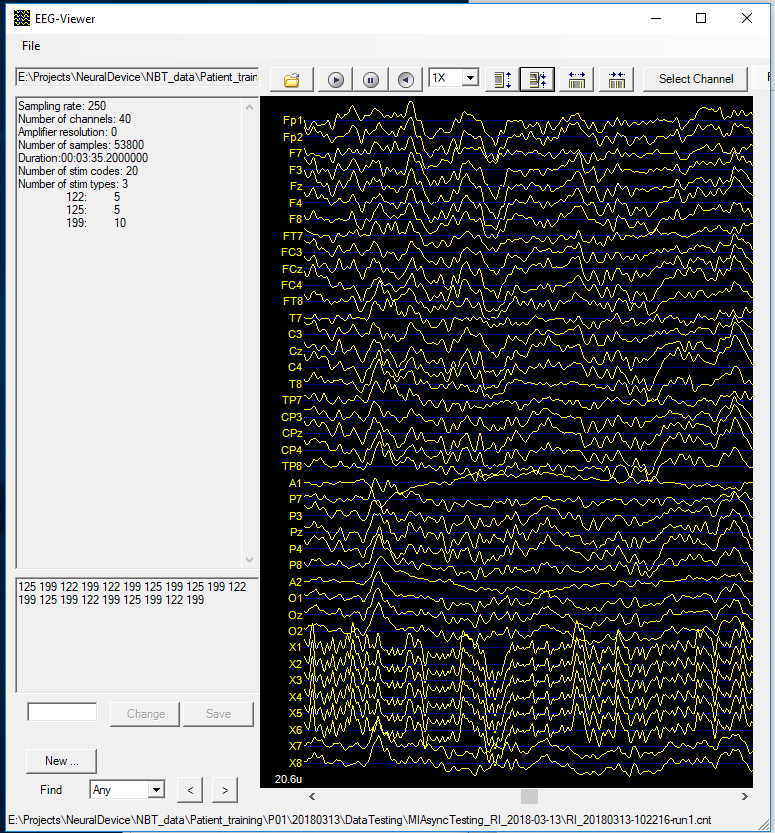 EEG-Viewer
File
E:\Projects\NeuralDevice\NBT_data\Patient_train
1X
Select Channel
Sampling rate: 250
Number of channels: 40
Amplifier resolution: 0
Number of samples: 53800
Duration:00:03:35.2000000
Number of stim codes: 20
Number of stim types: 3
122: 5
125: 5
199: 10
Fp1
Fp2
F7
F3
Fz
F4
F8
FT7
FC3
FCz
FC4
FT8
T7
C3
Cz
C4
T8
TP7
CP3
CPz
CP4
TP8
A1
P7
P3
Pz
P4
P8
A2
O1
Oz
O2
X1
X2
X3
X4
X5
X6
X7
X8
20.6u
125 199 122 199 122 199 125 199 125 199 122
199 125 199 122 199 125 199 122 199
Change
Save
New ...
Find
Any
<
>
E:\Projects\NeuralDevice\NBT_data\Patient_training\P01\20180313\DataTesting\MIAsyncTesting_RI_2018-03-13\RI_20180313-102216-run1.cnt